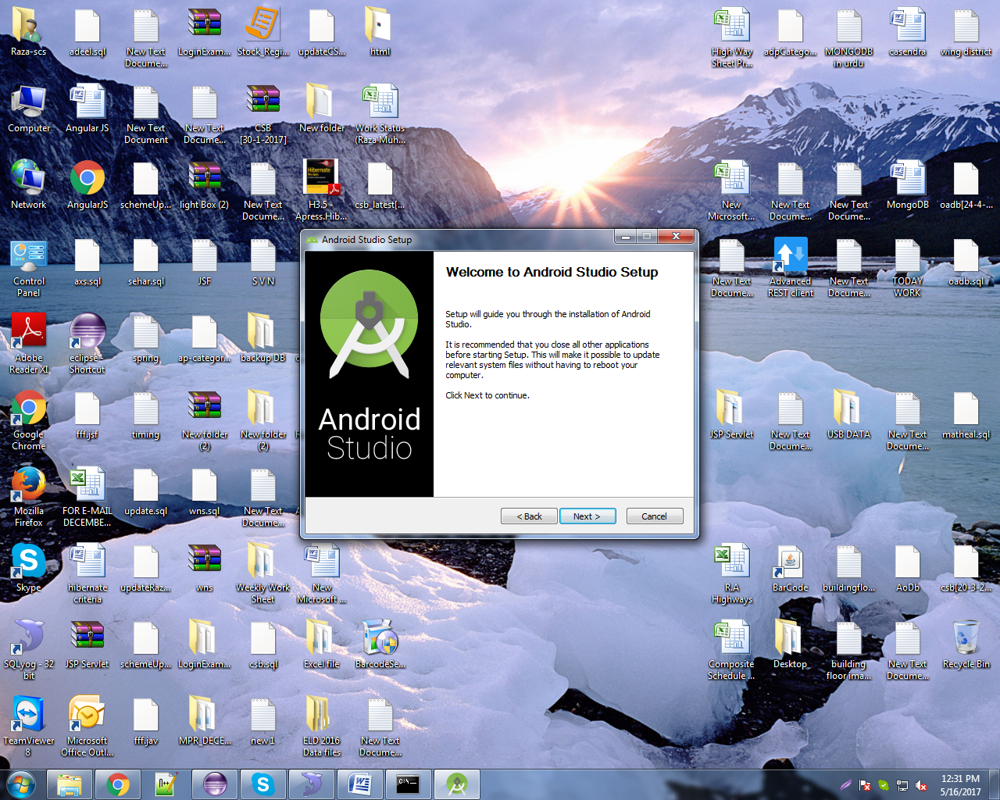 Raza-scs
adeel.sql
New Text
Docume...
LoginExam...
Stock_Regi...
updateCS...
html
High Way
Sheet Pr...
adpCatego...
MONGODB
in urdu
casendra
wing district
Computer
Angular JS
New Text
Document
New Text
Docume...
CSB
[30-1-2017]
New folder
Work Status
(Raza Muh...
Network
AngularJS
schemeUp...
light Box (2)
New Text
Docume...
H3.5 -
Apress.Hib...
csb_latest[...
New
Microsoft...
New Text
Docume...
New Text
Docume...
MongoDB
oadb[24-4-...
Control
Panel
axs.sql
sehar.sql
JSF
S V N
New Text
Docume...
Advanced
REST client
New Text
Docume...
TODAY
WORK
oadb.sql
Adobe
Reader XI
eclipse -
Shortcut
spring
ap-categor...
backup DB
Google
Chrome
fff.jsf
timing
New folder
(2)
New folder
(2)
JSP Servlet
New Text
Docume...
USB DATA
New Text
Docume...
matheal.sql
Mozilla
Firefox
FOR E-MAIL
DECEMBE...
update.sql
wns.sql
New Text
Docume...
Skype
hibernate
criteria
updateRaz...
wns
Weekly Work
Sheet
New
Microsoft ...
R.A
Highways
BarCode
buildingflo...
AoDb
csb[20-3-2...
SQLyog - 32
bit
JSP Servlet
schemeUp...
LoginExam...
csb.sql
Excel file
BarcodeSe...
Composite
Schedule ...
Desktop
building
floor ima...
New Text
Docume...
Recycle Bin
TeamViewer
8
Microsoft
Office Outl...
fff.jav
MPR_DECE...
new 1
ELD 2016
Data files
New Text
Docume...
Android Studio Setup
Android
Studio
Welcome to Android Studio Setup
Setup will guide you through the installation of Android
Studio.
It is recommended that you close all other applications
before starting Setup. This will make it possible to update
relevant system files without having to reboot your
computer.
Click Next to continue.
< Back
Next >
Cancel
12:31 PM
5/16/2017